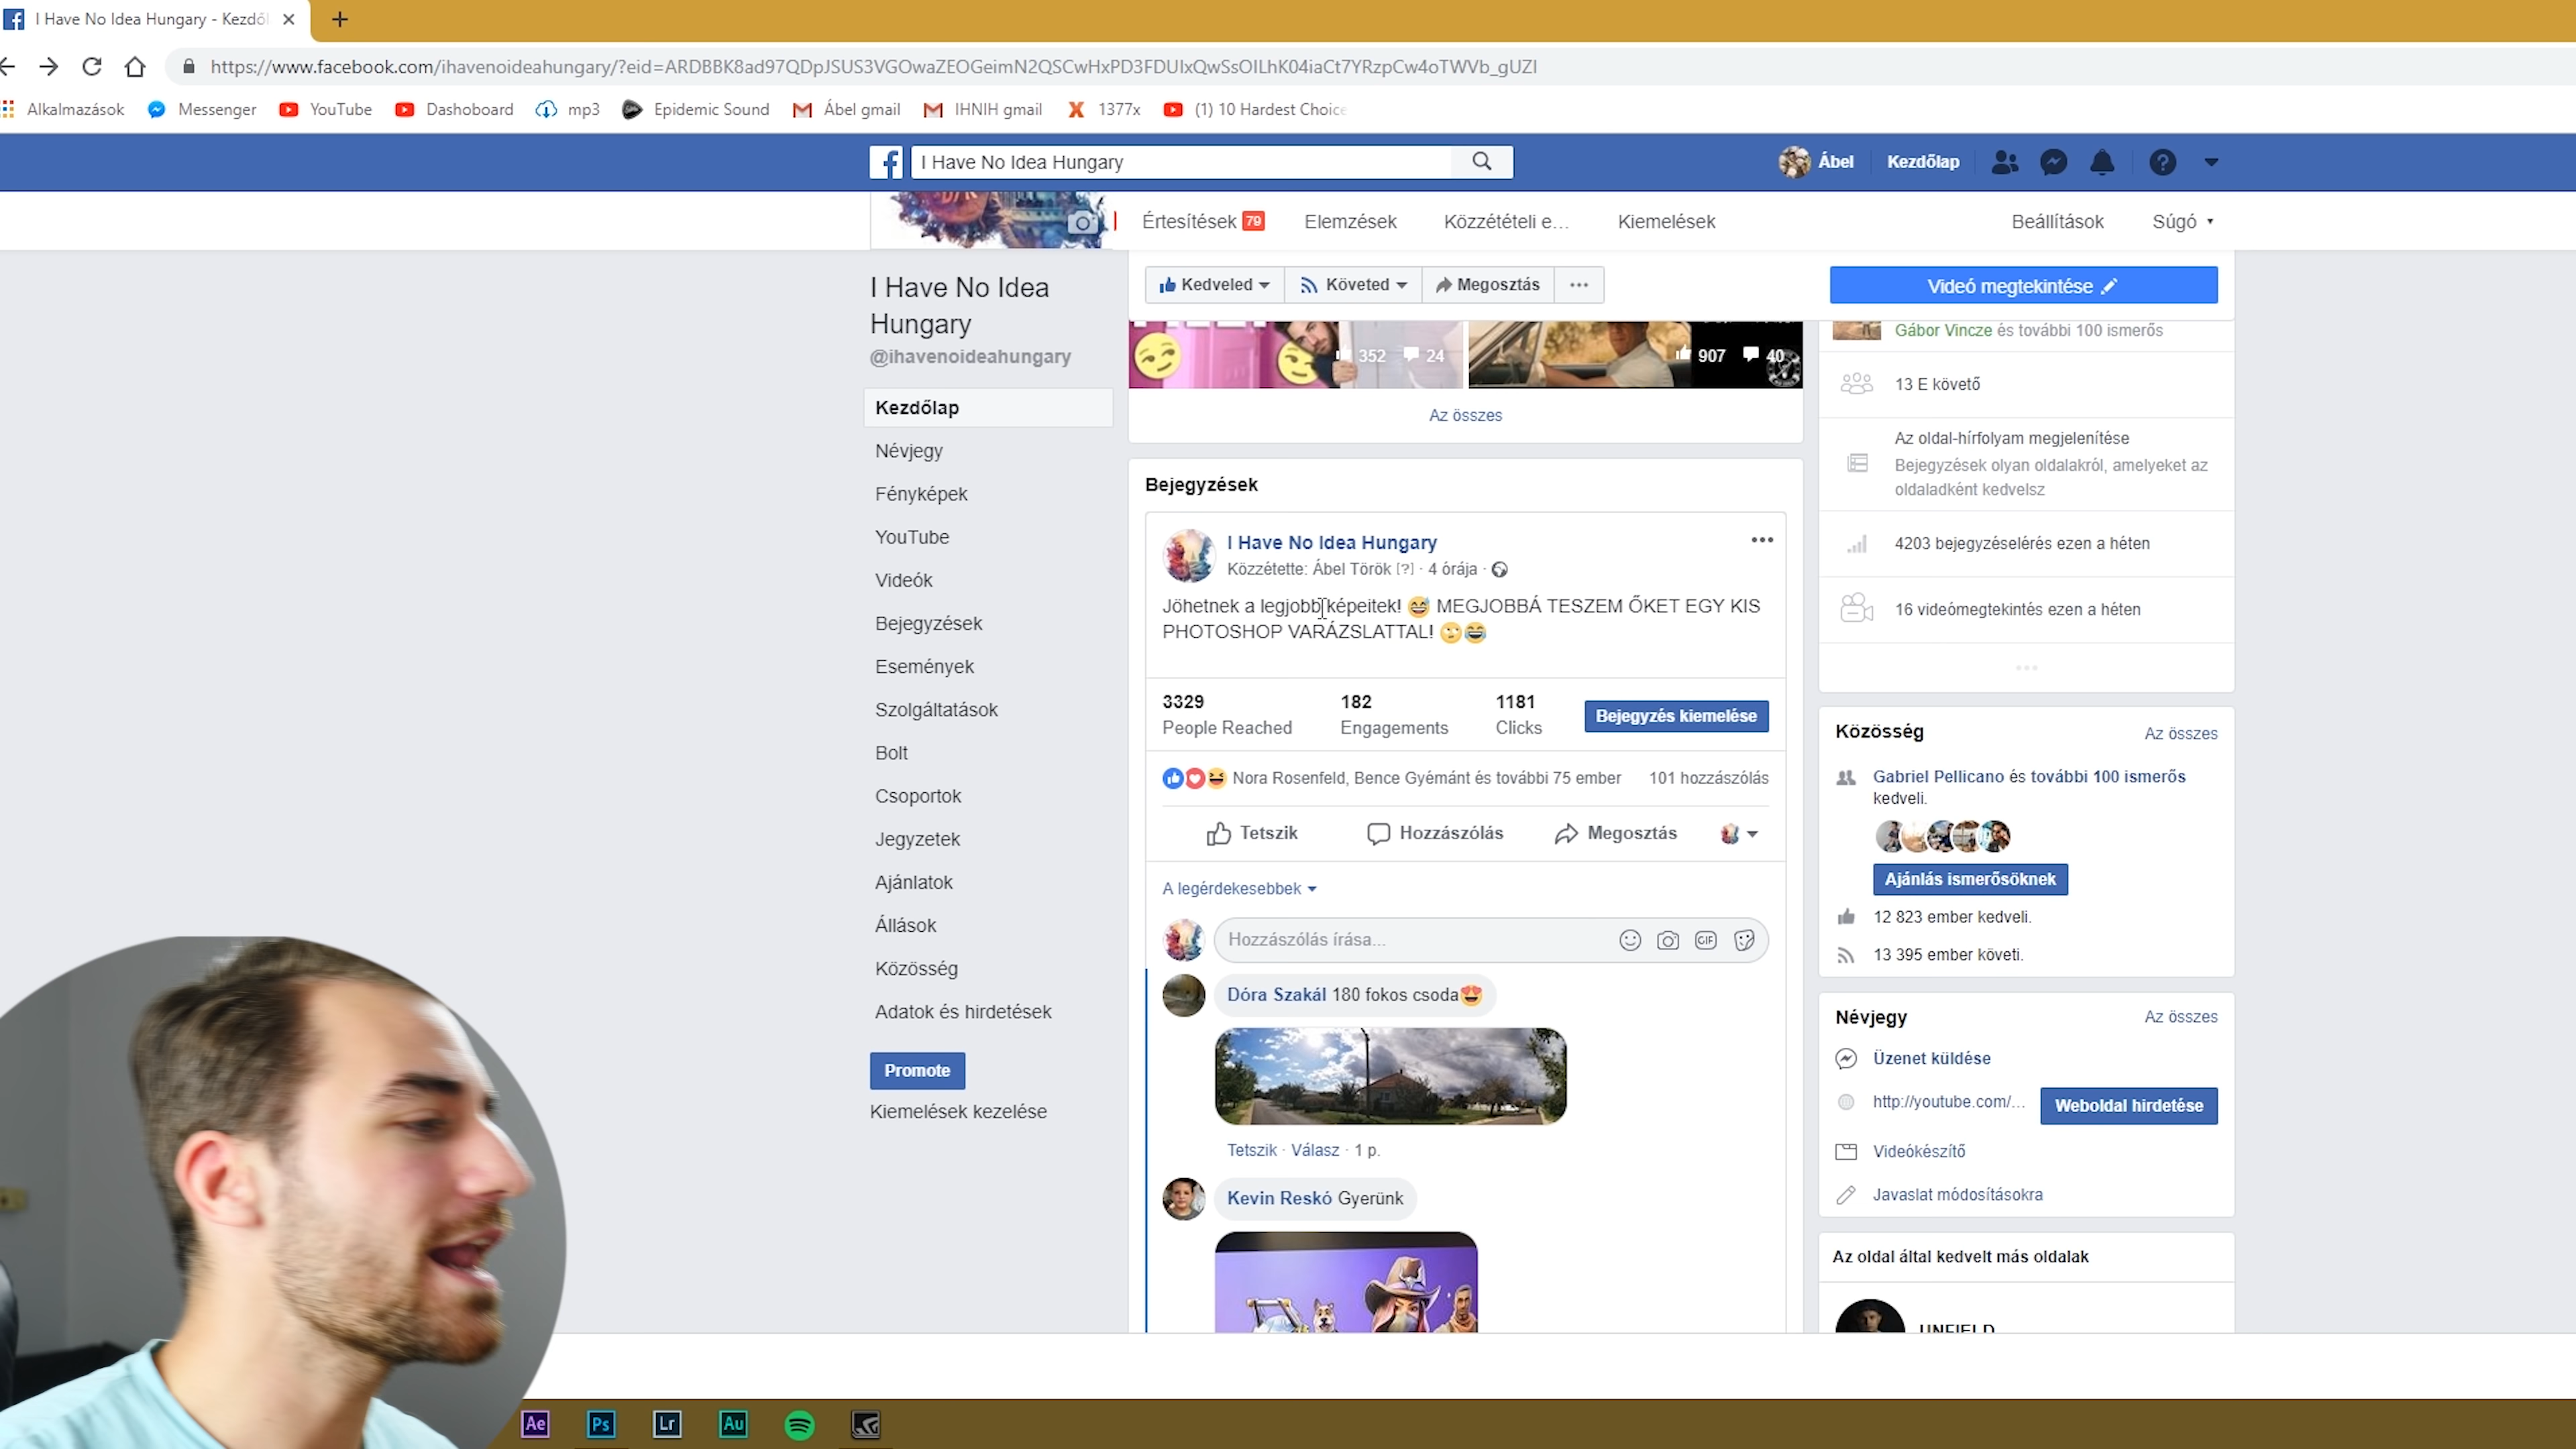 I Have No Idea Hungary - Kezdől
https://www.facebook.com/ihavenoideahungary/?eid=ARDBBK8ad97QDpJSUS3VGOwaZEOGeimN2QSCwHxPD3FDUIxQwSsOILhK04iaCt7YRzpCw4oTWVb_gUZI
Alkalmazások Messenger YouTube Dashoboard mp3 Epidemic Sound Ábel gmail IHNIH gmail 1377x (1) 10 Hardest Choice
I Have No Idea Hungary
Ábel Kezdőlap
Értesítések 79 Elemzések Közzétételi e... Kiemelések Beállítások Súgó
I Have No Idea
Hungary
@ihavenoideahungary
Kezdőlap
Névjegy
Fényképek
YouTube
Videók
Bejegyzések
Események
Szolgáltatások
Bolt
Csoportok
Jegyzetek
Ajánlatok
Állások
Közösség
Adatok és hirdetések
Promote
Kiemelések kezelése
Kedveled Követed Megosztás ...
Videó megtekintése
352 24 907 40
Az összes
Bejegyzések
I Have No Idea Hungary
Közzétette: Ábel Török [?] · 4 órája ·
Jöhetnek a legjobb képeitek! 😅 MEGJOBBÁ TESZEM ŐKET EGY KIS
PHOTOSHOP VARÁZSLATTAL! 🙄😂
3329 182 1181
People Reached Engagements Clicks
Bejegyzés kiemelése
Nora Rosenfeld, Bence Gyémánt és további 75 ember 101 hozzászólás
Tetszik Hozzászólás Megosztás
A legérdekesebbek
Hozzászólás írása...
GIF
Dóra Szakál 180 fokos csoda😍
Tetszik · Válasz · 1 p.
Kevin Reskó Gyerünk
Gábor Vincze és további 100 ismerős
13 E követő
Az oldal-hírfolyam megjelenítése
Bejegyzések olyan oldalakról, amelyeket az
oldaladként kedvelsz
4203 bejegyzéselérés ezen a héten
16 videómegtekintés ezen a héten
...
Közösség Az összes
Gabriel Pellicano és további 100 ismerős
kedveli.
Ajánlás ismerősöknek
12 823 ember kedveli.
13 395 ember követi.
Névjegy Az összes
Üzenet küldése
http://youtube.com/... Weboldal hirdetése
Videókészítő
Javaslat módosításokra
Az oldal által kedvelt más oldalak
UNFIELD
Ae Ps Lr Au